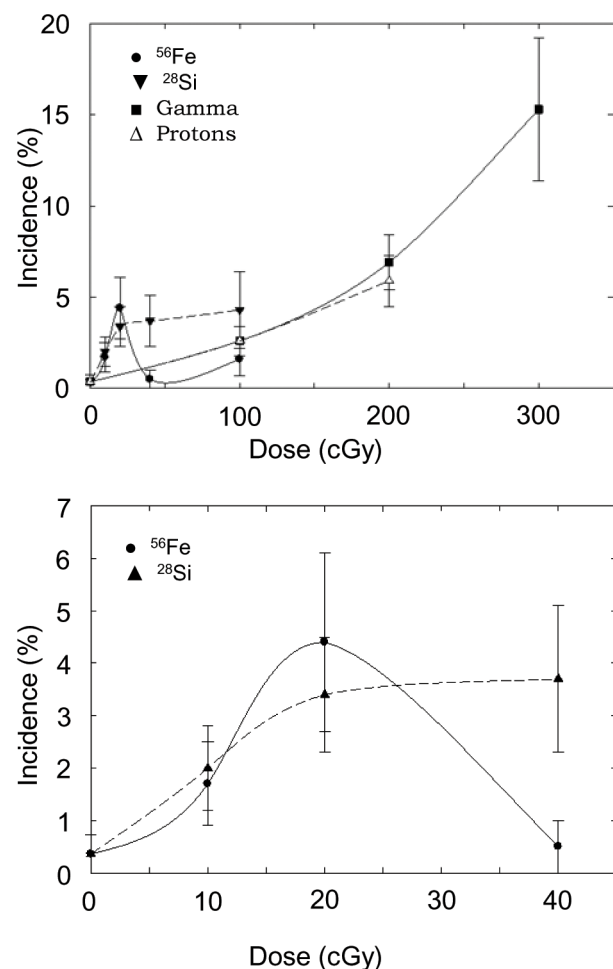 20
15
10
5
0
Incidence (%)
⁵⁶Fe
²⁸Si
Gamma
Protons
0 100 200 300
Dose (cGy)
7
6
5
4
3
2
1
0
Incidence (%)
⁵⁶Fe
²⁸Si
0 10 20 30 40
Dose (cGy)